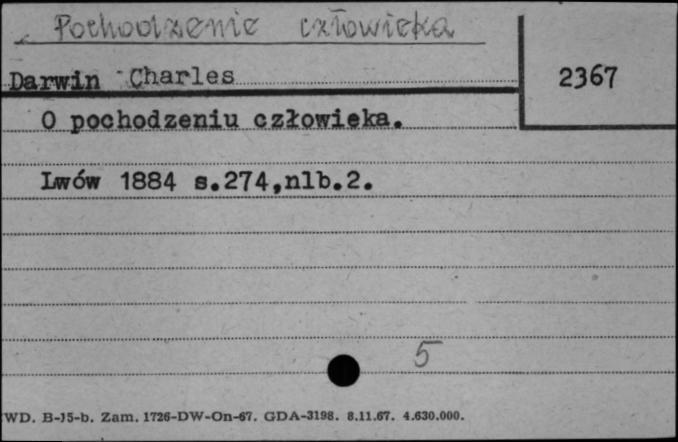 Pochodzenie człowieka
Darwin Charles
2367
O pochodzeniu człowieka.
Lwów 1884 s.274,nlb.2.
5
WD. B-15-b. Zam. 1726-DW-On-67. GDA-3198. 8.11.67. 4.630.000.